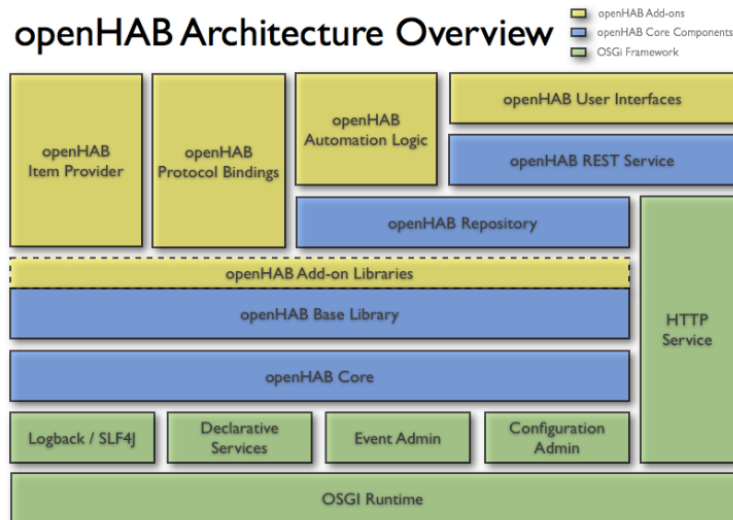 openHAB Architecture Overview
openHAB Add-ons
openHAB Core Components
OSGi Framework
openHAB
Item Provider
openHAB
Protocol Bindings
openHAB
Automation Logic
openHAB User Interfaces
openHAB REST Service
openHAB Repository
openHAB Add-on Libraries
openHAB Base Library
HTTP
Service
openHAB Core
Logback / SLF4J
Declarative
Services
Event Admin
Configuration
Admin
OSGI Runtime